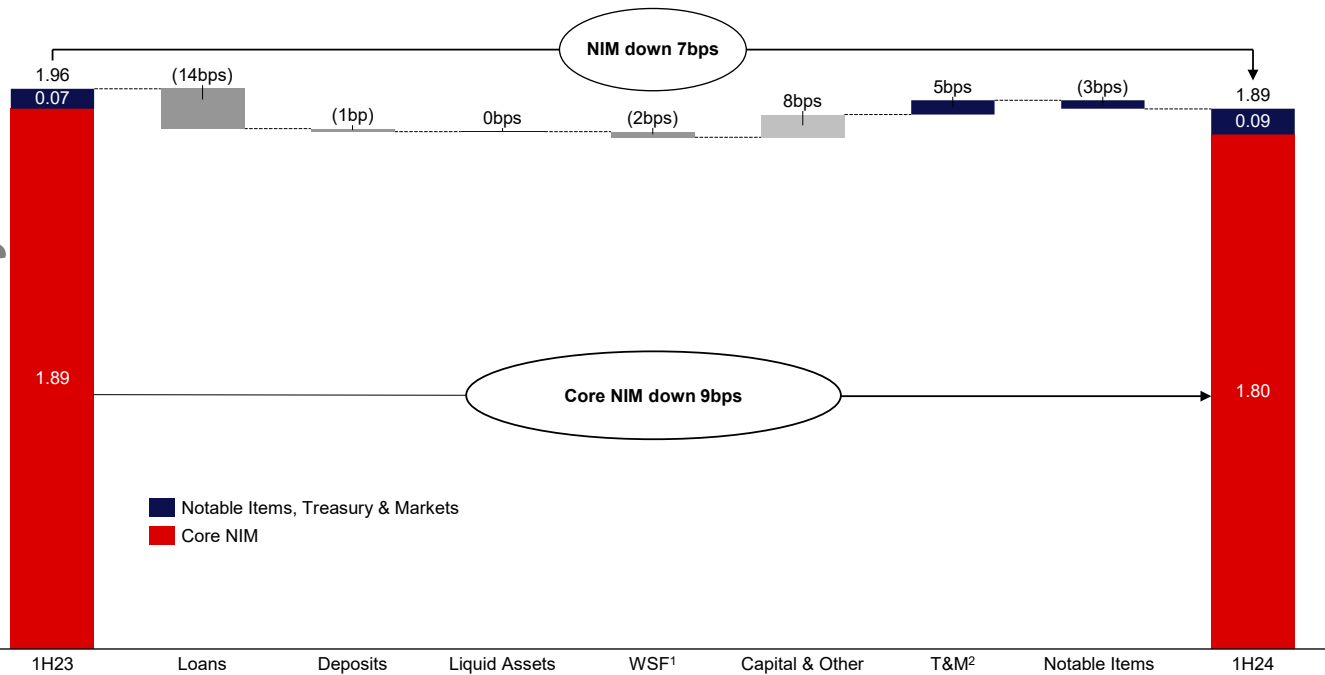 NIM down 7bps
1.96
(14bps)
(1bp)
0bps
(2bps)
8bps
5bps
(3bps)
1.89
0.07
0.09
1.89
Core NIM down 9bps
1.80
Notable Items, Treasury & Markets
Core NIM
1H23
Loans
Deposits
Liquid Assets
WSF¹
Capital & Other
T&M²
Notable Items
1H24